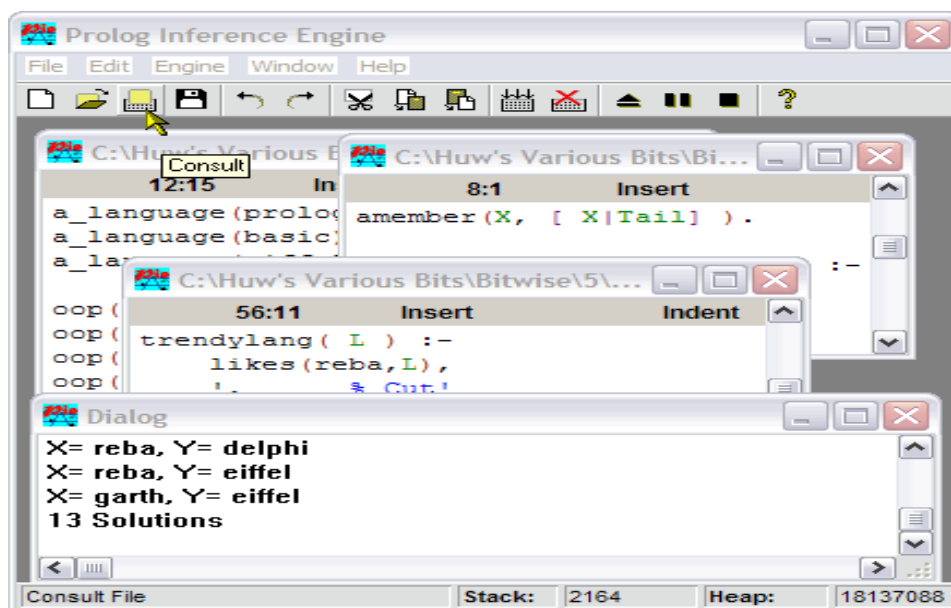 Prolog Inference Engine
File Edit Engine Window Help
C:\Huw's Various
Consult
12:15
a_language(prolog
a_language(basic)
oop(
oop(
oop(
oop(
C:\Huw's Various Bits\Bi...
8:1 Insert
amember(X, [ X|Tail] ).
:-
C:\Huw's Various Bits\Bitwise\5\...
56:11 Insert Indent
trendylang( L ) :-
likes(reba,L),
!, % Cut!
Dialog
X= reba, Y= delphi
X= reba, Y= eiffel
X= garth, Y= eiffel
13 Solutions
Consult File Stack: 2164 Heap: 18137088